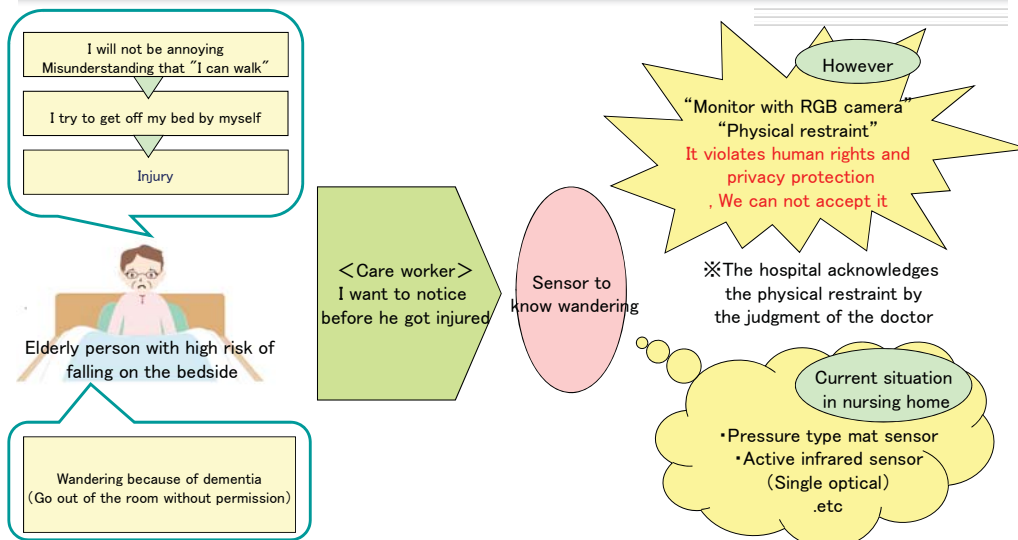 I will not be annoying
Misunderstanding that "I can walk"
I try to get off my bed by myself
Injury
Elderly person with high risk of
falling on the bedside
Wandering because of dementia
(Go out of the room without permission)
<Care worker>
I want to notice
before he got injured
Sensor to
know wandering
However
“Monitor with RGB camera”
“Physical restraint”
It violates human rights and
privacy protection
, We can not accept it
※The hospital acknowledges
the physical restraint by
the judgment of the doctor
Current situation
in nursing home
・Pressure type mat sensor
・Active infrared sensor
(Single optical)
.etc